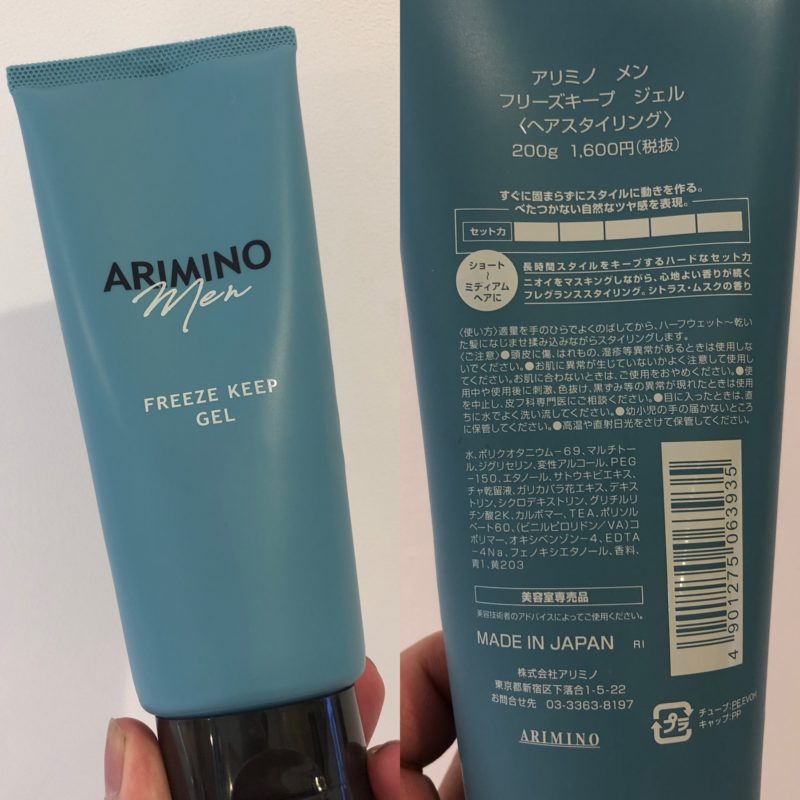 ARIMINO
Men
FREEZE KEEP
GEL
アリミノ メン
フリーズキープ ジェル
〈ヘアスタイリング〉
200g 1,600円(税抜)
すぐに固まらずにスタイルに動きを作る。
べたつかない自然なツヤ感を表現。
セット力
ショート
～
ミディアム
ヘアに
長時間スタイルをキープするハードなセット力
ニオイをマスキングしながら、心地よい香りが続く
フレグランススタイリング。シトラス・ムスクの香り
〈使い方〉適量を手のひらでよくのばしてから、ハーフウェット～乾い
た髪になじませ揉み込みながらスタイリングします。
〈ご注意〉●頭皮に傷、はれもの、湿疹等異常があるときは使用しな
いでください。●お肌に異常が生じていないかよく注意して使用し
てください。お肌に合わないときは、ご使用をおやめください。●使
用中や使用後に刺激、色抜け、黒ずみ等の異常が現れたときは使用
を中止し、皮フ科専門医にご相談ください。●目に入ったときは、直
ちに水でよく洗い流してください。●幼小児の手の届かないところ
に保管してください。●高温や直射日光をさけて保管してください。
水、ポリクオタニウム-69、マルチトー
ル、ジグリセリン、変性アルコール、PEG
-150、エタノール、サトウキビエキス、
チャ乾留液、ガリカバラ花エキス、デキス
トリン、シクロデキストリン、グリチルリ
チン酸2K、カルボマー、TEA、ポリソル
ベート60、(ビニルピロリドン/VA)コ
ポリマー、オキシベンゾン-4、EDTA
-4Na、フェノキシエタノール、香料、
青1、黄203
4 901275 063935
美容室専売品
美容技術者のアドバイスによってご使用ください。
MADE IN JAPAN RI
株式会社アリミノ
東京都新宿区下落合1-5-22
お問合せ先 03-3363-8197
ARIMINO
プラ
チューブ:PE,EVOH
キャップ:PP